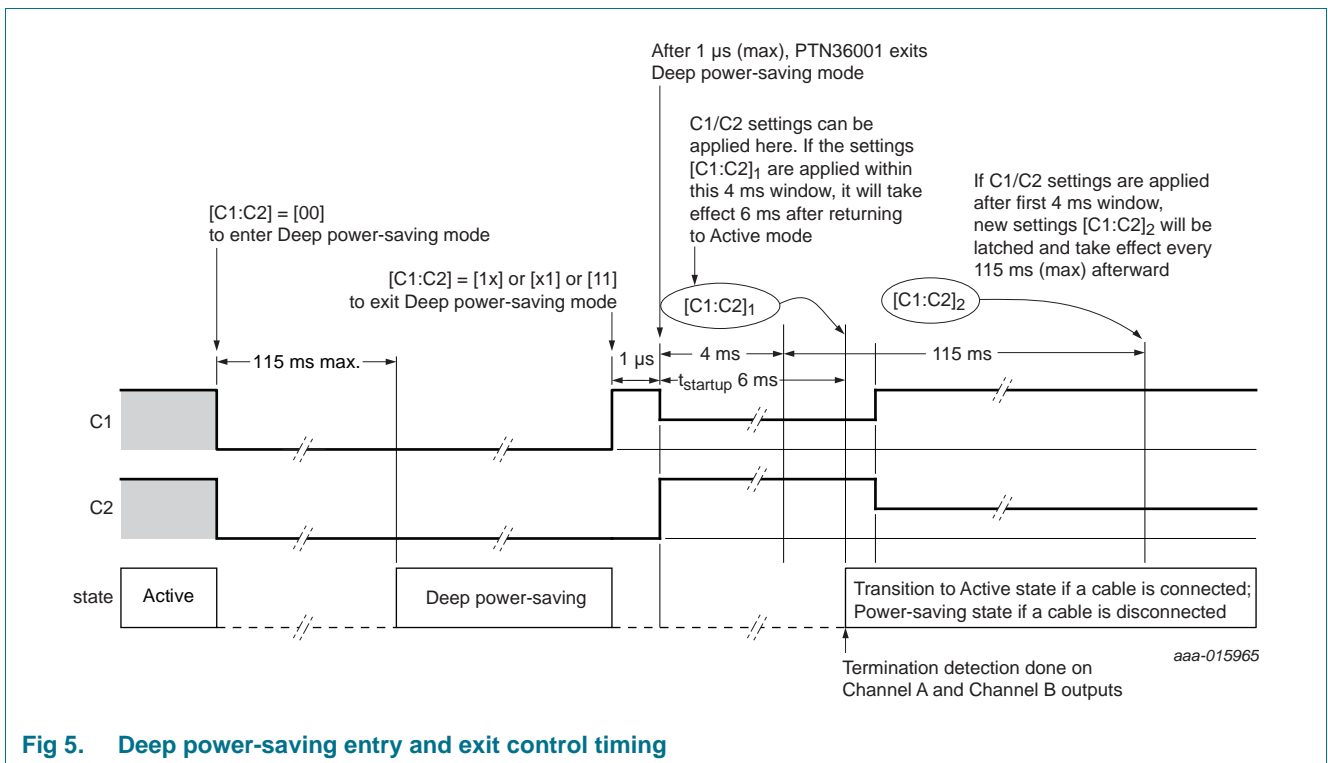 After 1 µs (max), PTN36001 exits
Deep power-saving mode
C1/C2 settings can be
applied here. If the settings
[C1:C2]1 are applied within
this 4 ms window, it will take
effect 6 ms after returning
to Active mode
If C1/C2 settings are applied
after first 4 ms window,
new settings [C1:C2]2 will be
latched and take effect every
115 ms (max) afterward
[C1:C2] = [00]
to enter Deep power-saving mode
[C1:C2] = [1x] or [x1] or [11]
to exit Deep power-saving mode
[C1:C2]1
[C1:C2]2
115 ms max.
1 µs
4 ms
115 ms
tstartup 6 ms
C1
C2
state
Active
Deep power-saving
Transition to Active state if a cable is connected;
Power-saving state if a cable is disconnected
aaa-015965
Termination detection done on
Channel A and Channel B outputs
Fig 5. Deep power-saving entry and exit control timing